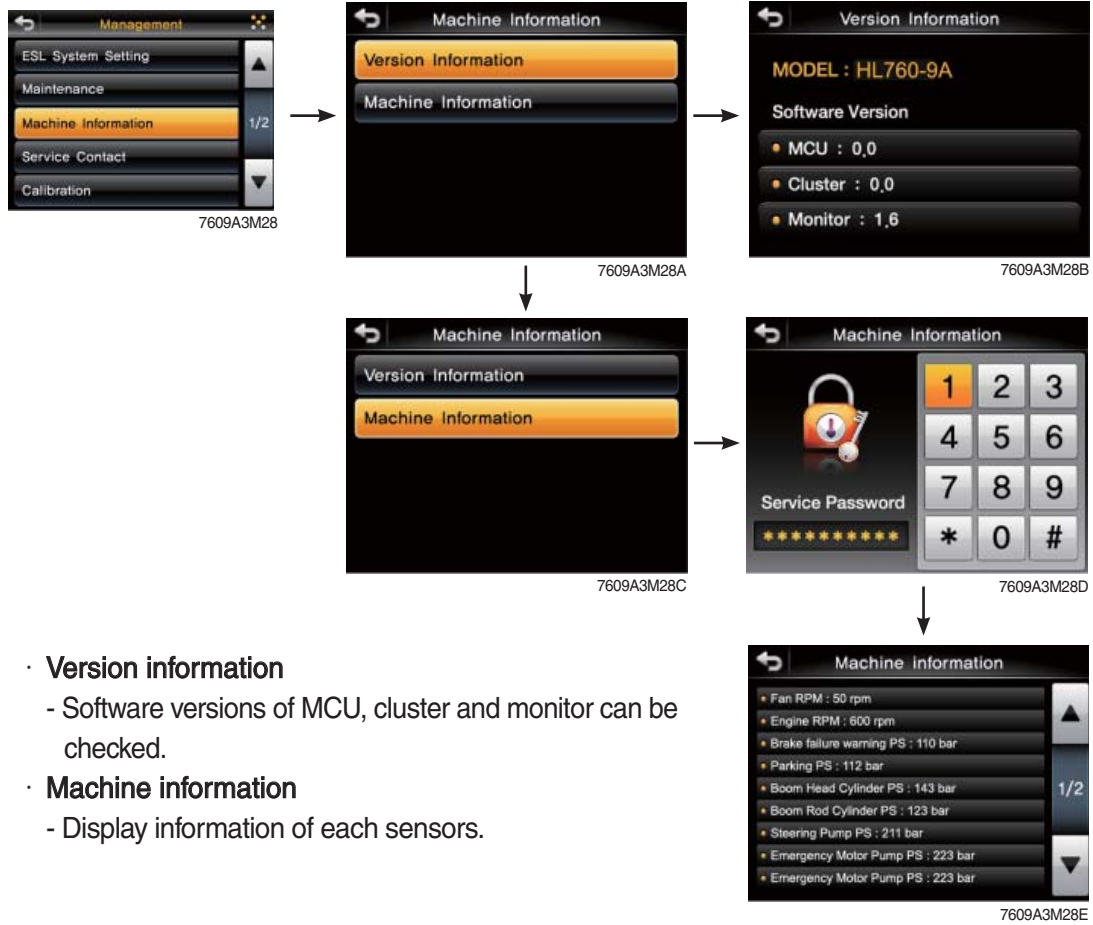 Management
ESL System Setting
Maintenance
Machine Information
Service Contact
Calibration
1/2
7609A3M28
Machine Information
Version Information
Machine Information
7609A3M28A
Version Information
MODEL : HL760-9A
Software Version
• MCU : 0.0
• Cluster : 0.0
• Monitor : 1.6
7609A3M28B
Machine Information
Version Information
Machine Information
7609A3M28C
Machine Information
Service Password
**********
1 2 3
4 5 6
7 8 9
* 0 #
7609A3M28D
· Version information
- Software versions of MCU, cluster and monitor can be
checked.
· Machine information
- Display information of each sensors.
Machine information
• Fan RPM : 50 rpm
• Engine RPM : 600 rpm
• Brake failure warning PS : 110 bar
• Parking PS : 112 bar
• Boom Head Cylinder PS : 143 bar
• Boom Rod Cylinder PS : 123 bar
• Steering Pump PS : 211 bar
• Emergency Motor Pump PS : 223 bar
• Emergency Motor Pump PS : 223 bar
1/2
7609A3M28E